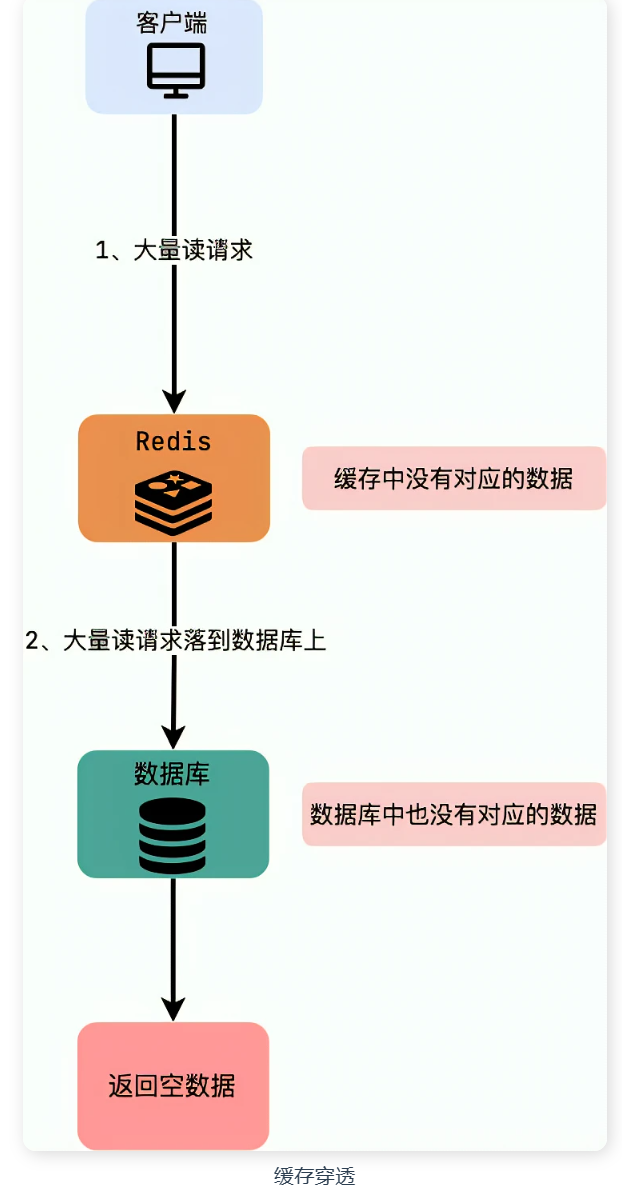 客户端
1、大量读请求
Redis
缓存中没有对应的数据
2、大量读请求落到数据库上
数据库
数据库中也没有对应的数据
返回空数据
缓存穿透